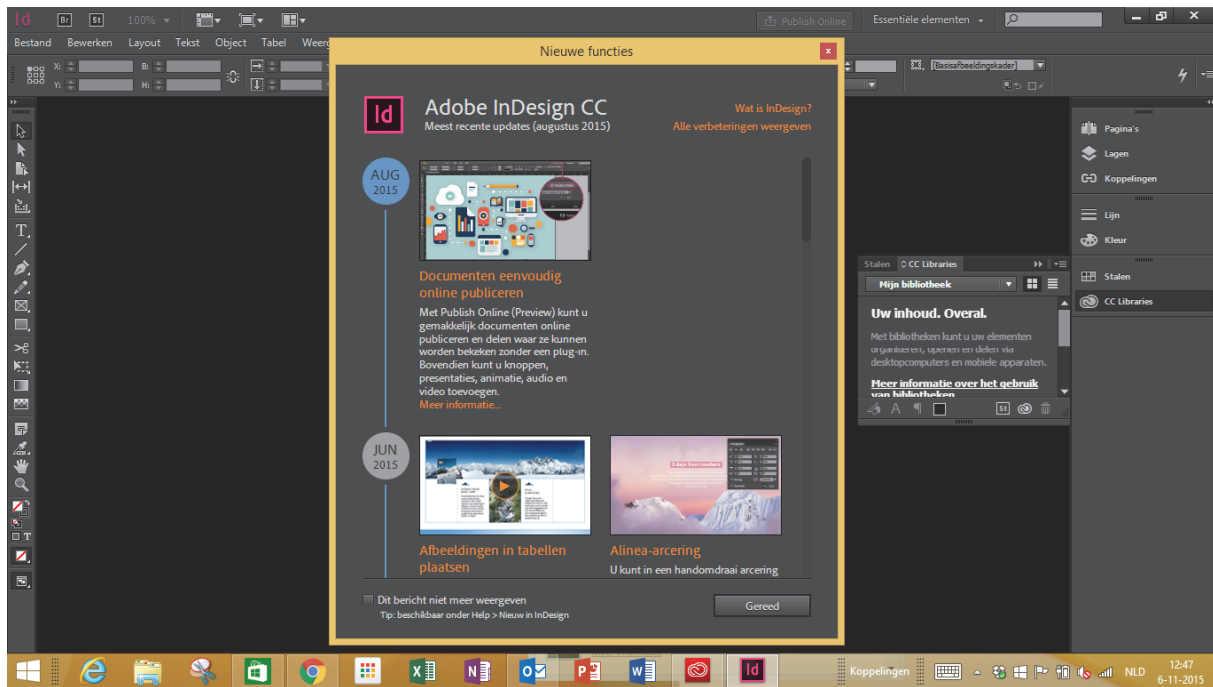 Id Br St 100% Publish Online Essentiële elementen
Bestand Bewerken Layout Tekst Object Tabel Weerg
X: B: [Basisafbeeldingskader]
Y: H:
Nieuwe functies
x
Id
Adobe InDesign CC
Meest recente updates (augustus 2015)
Wat is InDesign?
Alle verbeteringen weergeven
AUG
2015
Documenten eenvoudig
online publiceren
Met Publish Online (Preview) kunt u
gemakkelijk documenten online
publiceren en delen waar ze kunnen
worden bekeken zonder een plug-in.
Bovendien kunt u knoppen,
presentaties, animatie, audio en
video toevoegen.
Meer informatie...
JUN
2015
Afbeeldingen in tabellen
plaatsen
Alinea-arcering
U kunt in een handomdraai arcering
Dit bericht niet meer weergeven
Tip: beschikbaar onder Help > Nieuw in InDesign
Gereed
Pagina's
Lagen
Koppelingen
Lijn
Kleur
Stalen
CC Libraries
Stalen CC Libraries
Mijn bibliotheek
Uw inhoud. Overal.
Met bibliotheken kunt u uw elementen
organiseren, openen en delen via
desktopcomputers en mobiele apparaten.
Meer informatie over het gebruik
van bibliotheken
St
Koppelingen
NLD
12:47
6-11-2015